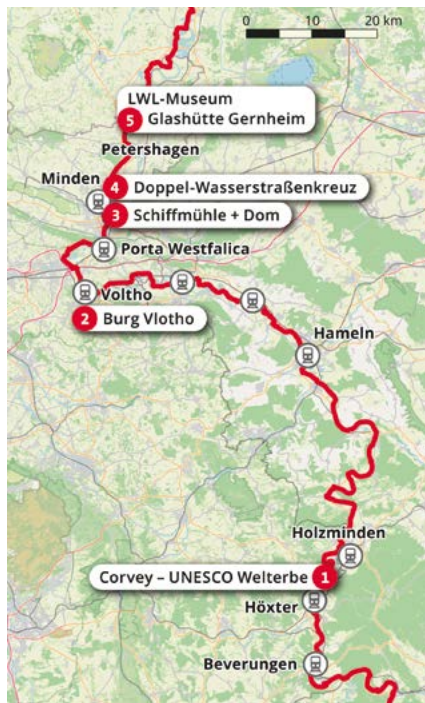 0 10 20 km
LWL-Museum
5 Glashütte Gernheim
Petershagen
Minden
4 Doppel-Wasserstraßenkreuz
3 Schiffmühle + Dom
Porta Westfalica
Voltho
2 Burg Vlotho
Hameln
Holzminden
Corvey – UNESCO Welterbe 1
Höxter
Beverungen